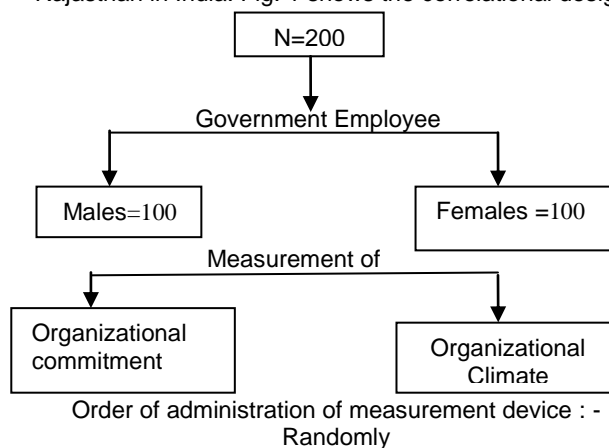 Rajasthan in India. Fig. 1 shows the correlational desig
N=200
Government Employee
Males=100
Females =100
Measurement of
Organizational
commitment
Organizational
Climate
Order of administration of measurement device : -
Randomly